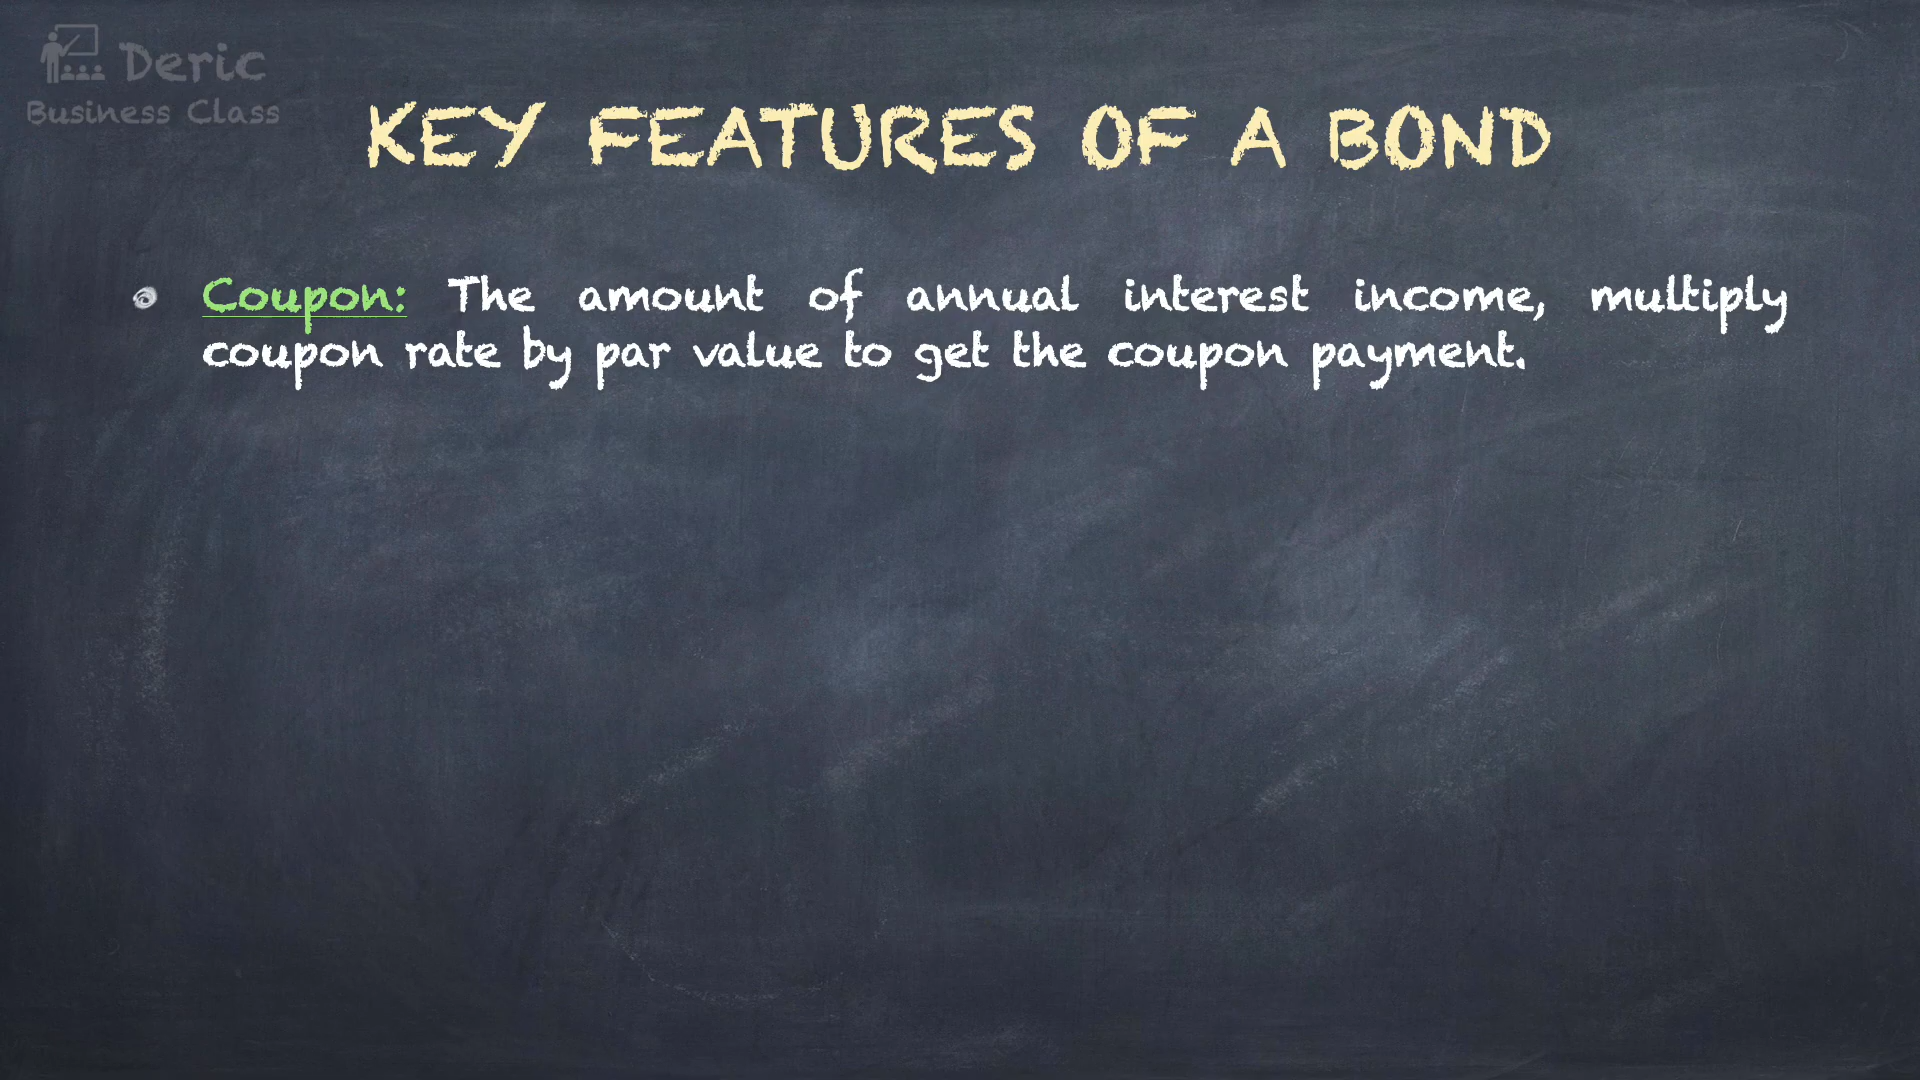 Deric
Business Class
KEY FEATURES OF A BOND
Coupon: The amount of annual interest income, multiply
coupon rate by par value to get the coupon payment.